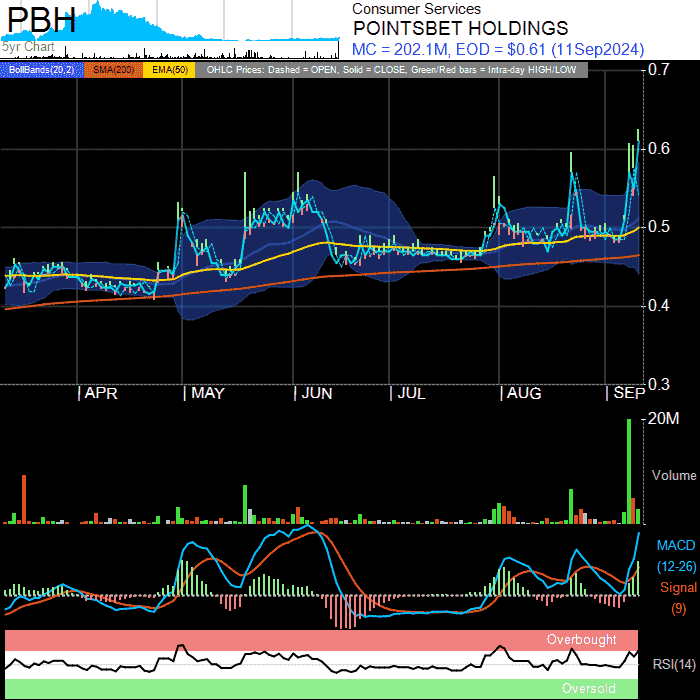 PBH
5yr Chart
Consumer Services
POINTSBET HOLDINGS
MC = 202.1M, EOD = $0.61 (11Sep2024)
BollBands(20,2) SMA(200) EMA(50) OHLC Prices: Dashed = OPEN, Solid = CLOSE, Green/Red bars = Intra-day HIGH/LOW
0.7
0.6
0.5
0.4
0.3
APR MAY JUN JUL AUG SEP
20M
Volume
MACD
(12-26)
Signal
(9)
Overbought
RSI(14)
Oversold